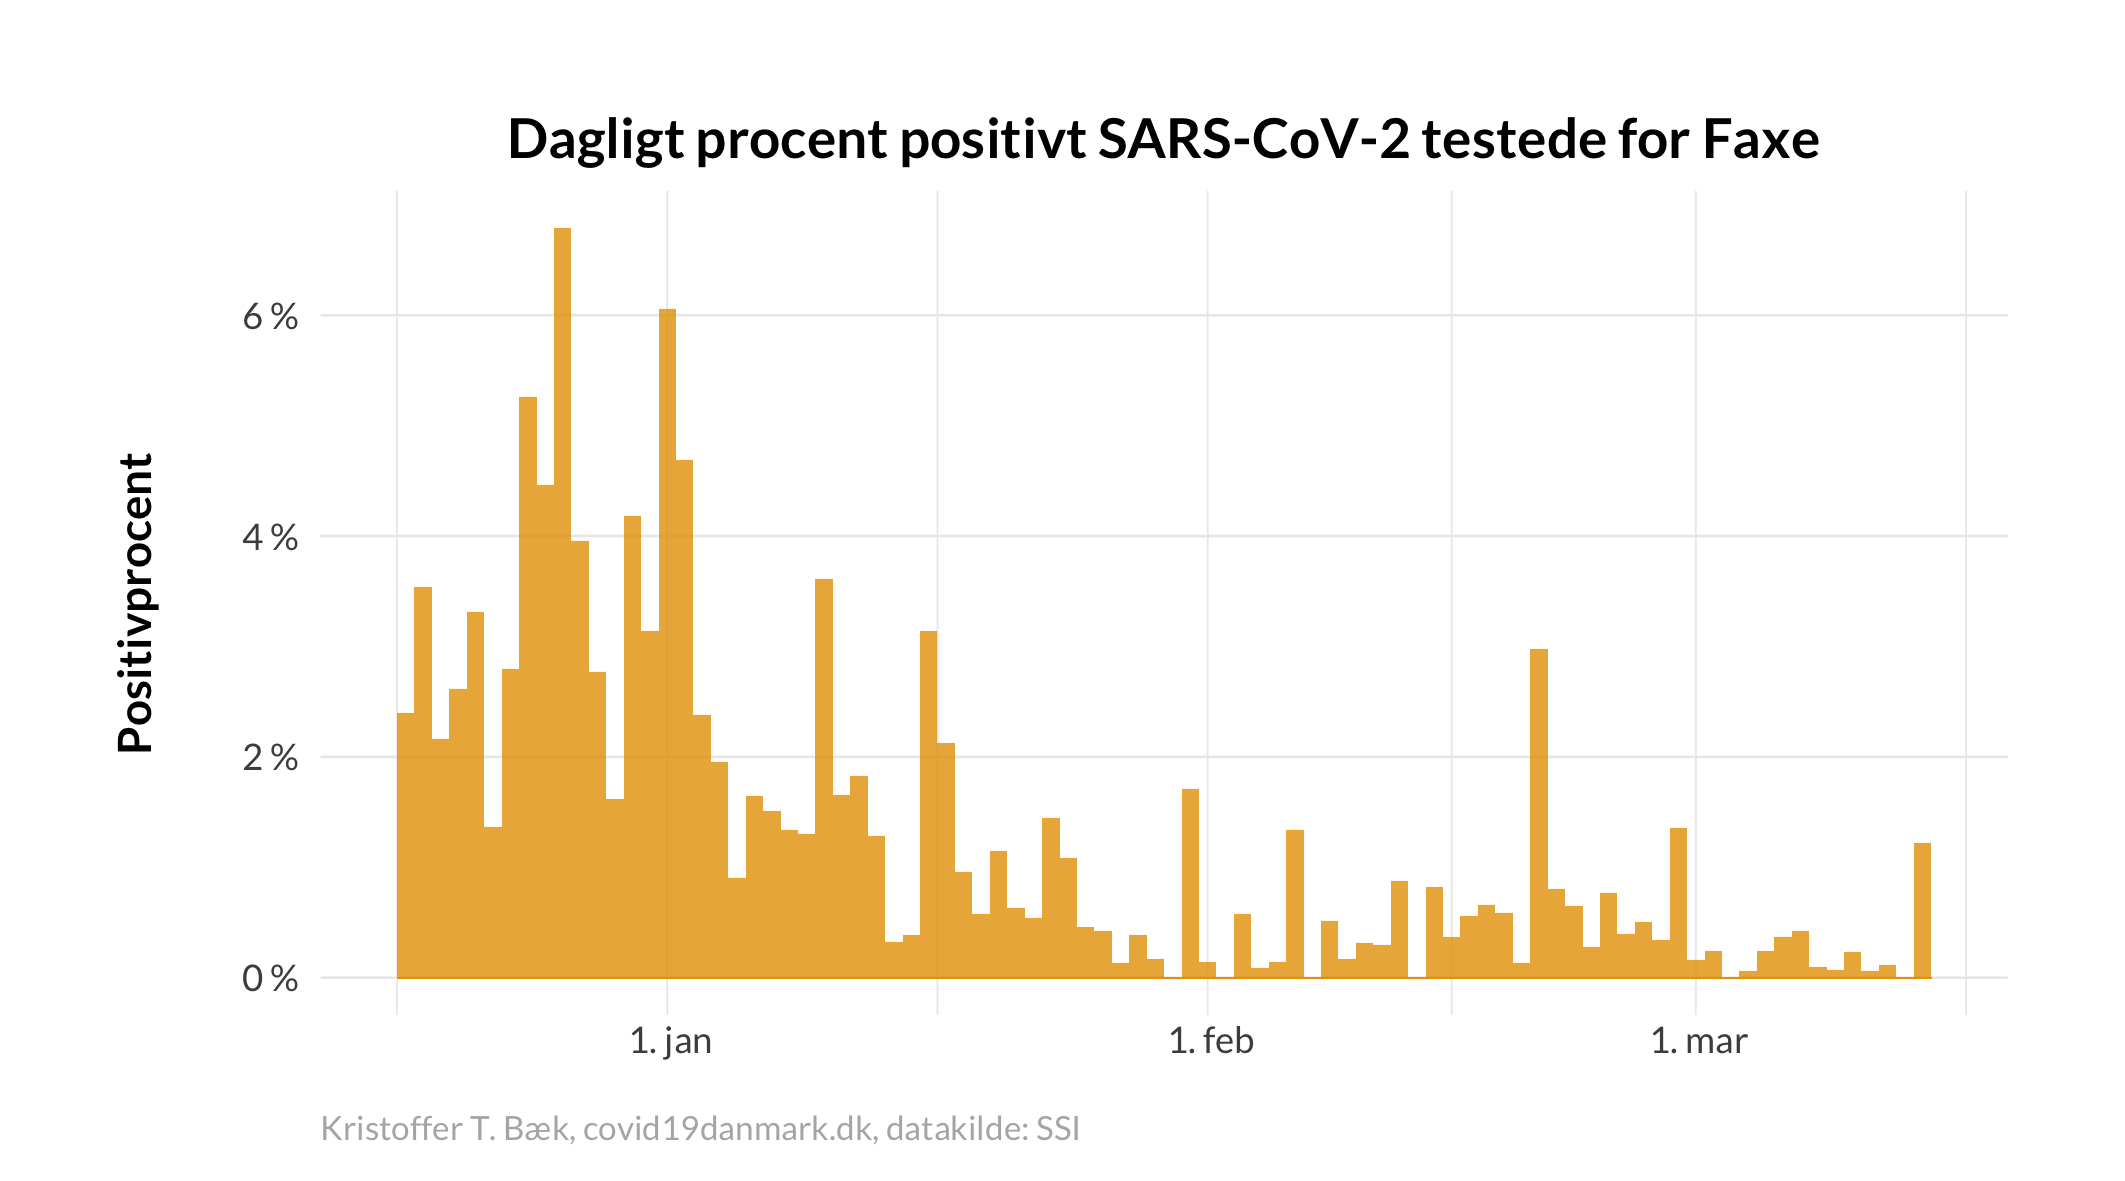 Dagligt procent positivt SARS-CoV-2 testede for Faxe
Positivprocent
6 %
4 %
2 %
0 %
1. jan
1. feb
1. mar
Kristoffer T. Bæk, covid19danmark.dk, datakilde: SSI